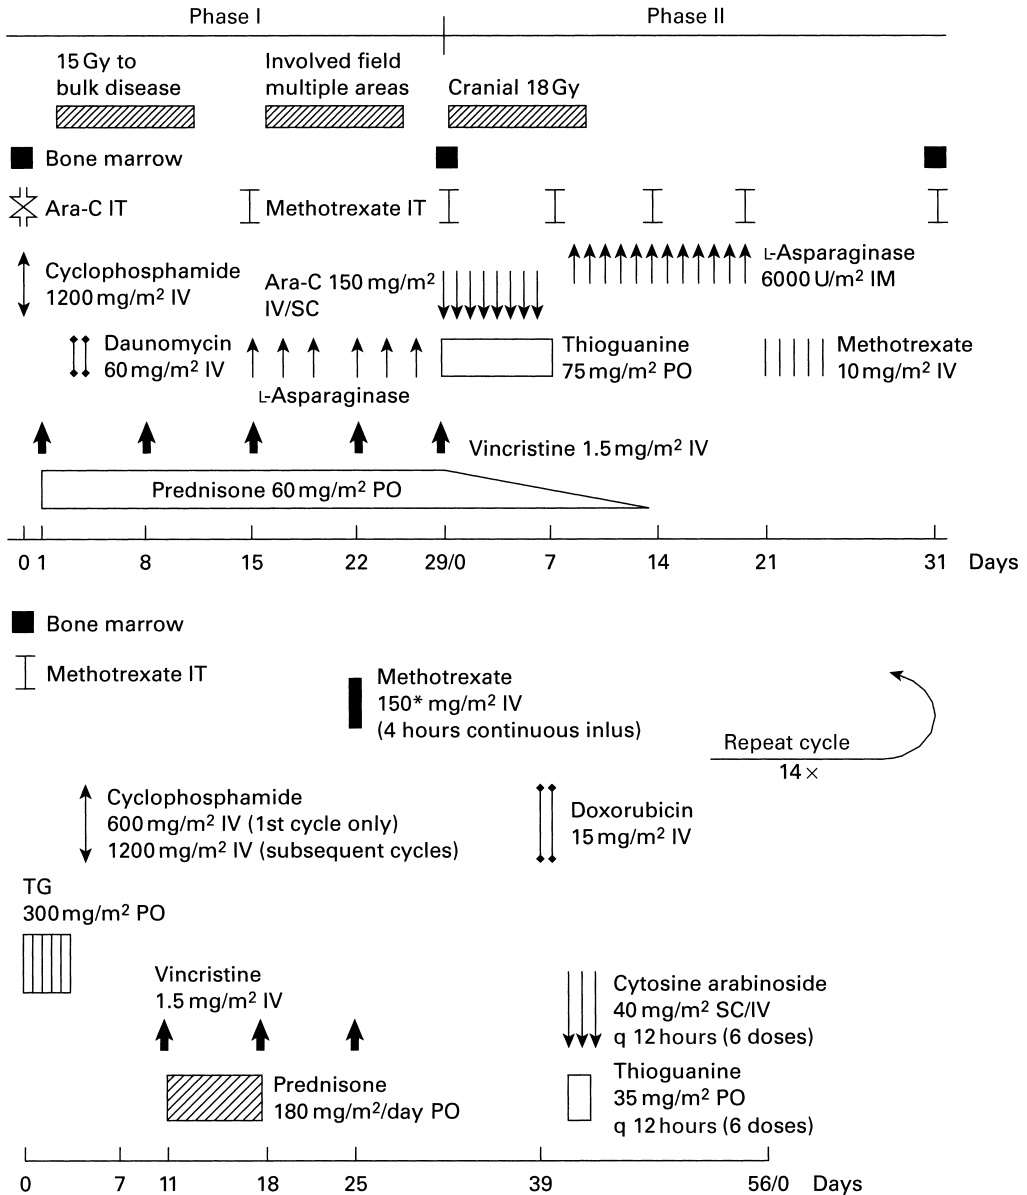 Phase I
Phase II
15 Gy to
bulk disease
Involved field
multiple areas
Cranial 18 Gy
Bone marrow
Ara-C IT
Methotrexate IT
Cyclophosphamide
1200 mg/m² IV
Ara-C 150 mg/m²
IV/SC
L-Asparaginase
6000 U/m² IM
Daunomycin
60 mg/m² IV
L-Asparaginase
Thioguanine
75 mg/m² PO
Methotrexate
10 mg/m² IV
Vincristine 1.5 mg/m² IV
Prednisone 60 mg/m² PO
0 1 8 15 22 29/0 7 14 21 31 Days
Bone marrow
Methotrexate IT
Methotrexate
150* mg/m² IV
(4 hours continuous inlus)
Repeat cycle
14 ×
Cyclophosphamide
600 mg/m² IV (1st cycle only)
1200 mg/m² IV (subsequent cycles)
Doxorubicin
15 mg/m² IV
TG
300 mg/m² PO
Vincristine
1.5 mg/m² IV
Cytosine arabinoside
40 mg/m² SC/IV
q 12 hours (6 doses)
Prednisone
180 mg/m²/day PO
Thioguanine
35 mg/m² PO
q 12 hours (6 doses)
0 7 11 18 25 39 56/0 Days